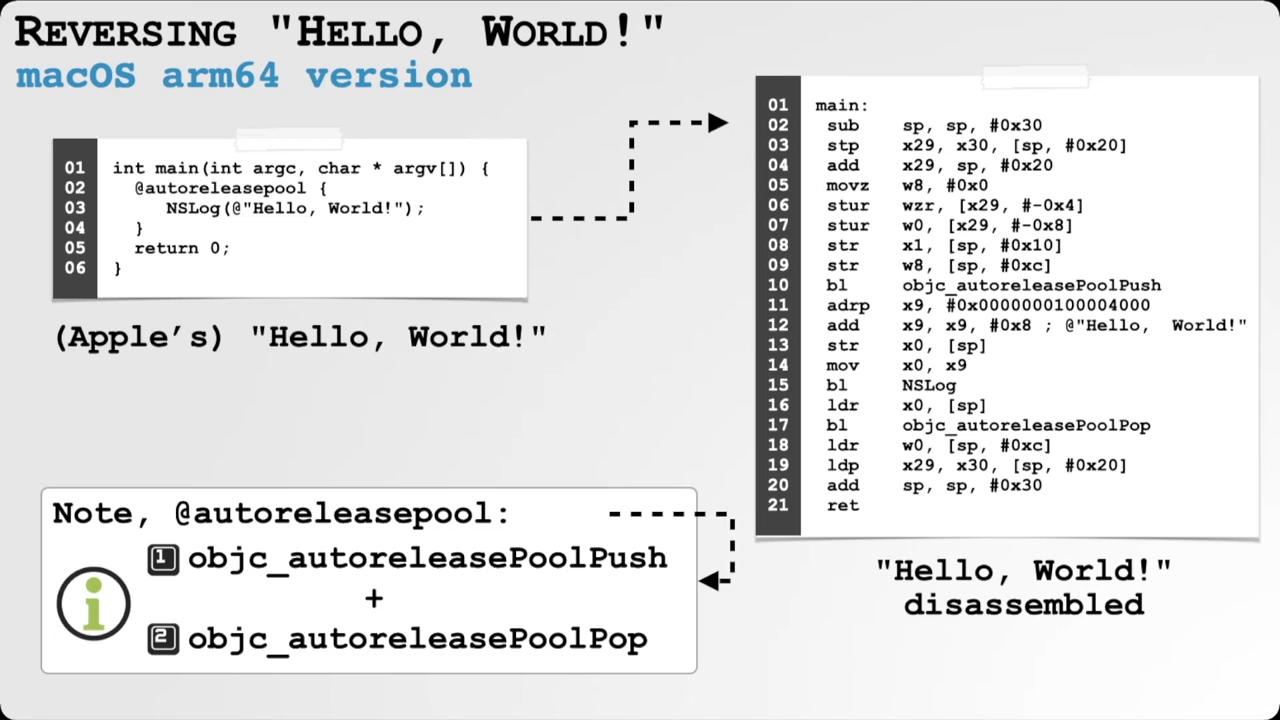 REVERSING "HELLO, WORLD!"
macOS arm64 version
01 int main(int argc, char * argv[]) {
02 @autoreleasepool {
03 NSLog(@"Hello, World!");
04 }
05 return 0;
06 }
(Apple’s) "Hello, World!"
Note, @autoreleasepool:
1 objc_autoreleasePoolPush
+
2 objc_autoreleasePoolPop
01 main:
02 sub sp, sp, #0x30
03 stp x29, x30, [sp, #0x20]
04 add x29, sp, #0x20
05 movz w8, #0x0
06 stur wzr, [x29, #-0x4]
07 stur w0, [x29, #-0x8]
08 str x1, [sp, #0x10]
09 str w8, [sp, #0xc]
10 bl objc_autoreleasePoolPush
11 adrp x9, #0x0000000100004000
12 add x9, x9, #0x8 ; @"Hello, World!"
13 str x0, [sp]
14 mov x0, x9
15 bl NSLog
16 ldr x0, [sp]
17 bl objc_autoreleasePoolPop
18 ldr w0, [sp, #0xc]
19 ldp x29, x30, [sp, #0x20]
20 add sp, sp, #0x30
21 ret
"Hello, World!"
disassembled